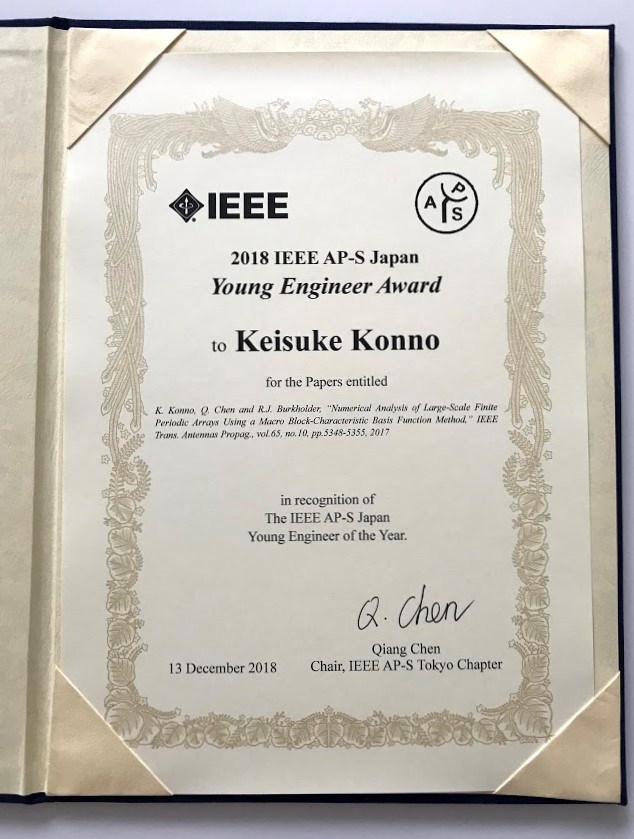 IEEE
A P S
2018 IEEE AP-S Japan
Young Engineer Award
to Keisuke Konno
for the Papers entitled
K. Konno, Q. Chen and R.J. Burkholder, “Numerical Analysis of Large-Scale Finite
Periodic Arrays Using a Macro Block-Characteristic Basis Function Method,” IEEE
Trans. Antennas Propag., vol.65, no.10, pp.5348-5355, 2017
in recognition of
The IEEE AP-S Japan
Young Engineer of the Year.
Q. Chen
Qiang Chen
13 December 2018 Chair, IEEE AP-S Tokyo Chapter